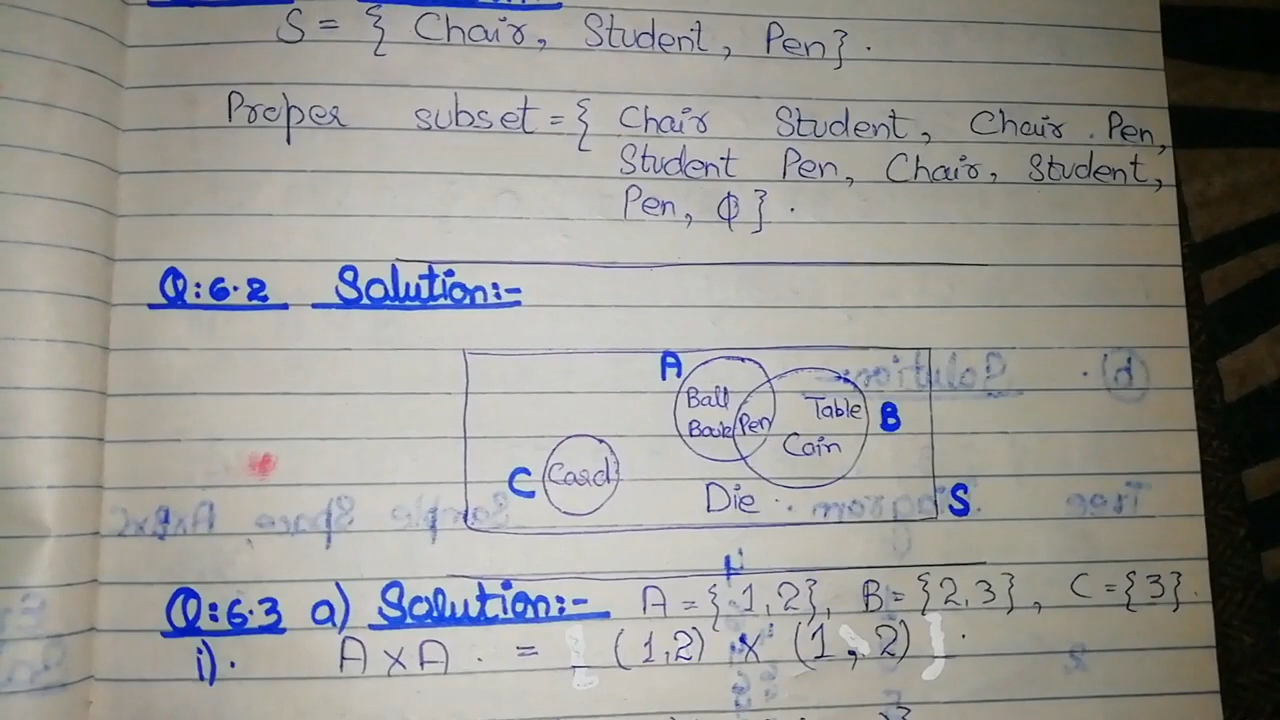 S = { Chair, Student, Pen}.
Proper subset = { Chair Student, Chair Pen,
Student Pen, Chair, Student,
Pen, Φ}.
Q:6.2 Solution:-
A
Ball
Book
Pen
Table
Coin
B
C
Card
Die.
S
Q:6.3 a) Solution:- A = {1,2}, B = {2,3}, C = {3}.
i). A x A . = (1,2) x (1,2) .